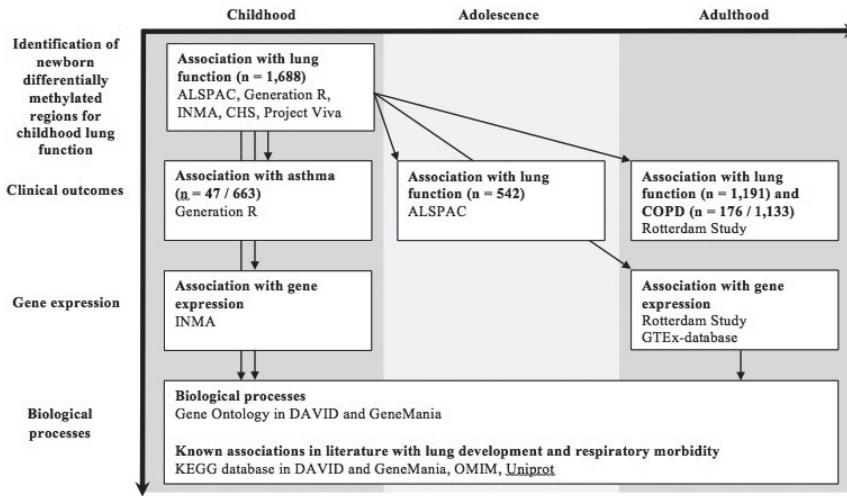 Childhood
Adolescence
Adulthood
Identification of
newborn
differentially
methylated
regions for
childhood lung
function
Association with lung
function (n = 1,688)
ALSPAC, Generation R,
INMA, CHS, Project Viva
Clinical outcomes
Association with asthma
(n = 47 / 663)
Generation R
Association with lung
function (n = 542)
ALSPAC
Association with lung
function (n = 1,191) and
COPD (n = 176 / 1,133)
Rotterdam Study
Gene expression
Association with gene
expression
INMA
Association with gene
expression
Rotterdam Study
GTEx-database
Biological
processes
Biological processes
Gene Ontology in DAVID and GeneMania
Known associations in literature with lung development and respiratory morbidity
KEGG database in DAVID and GeneMania, OMIM, Uniprot